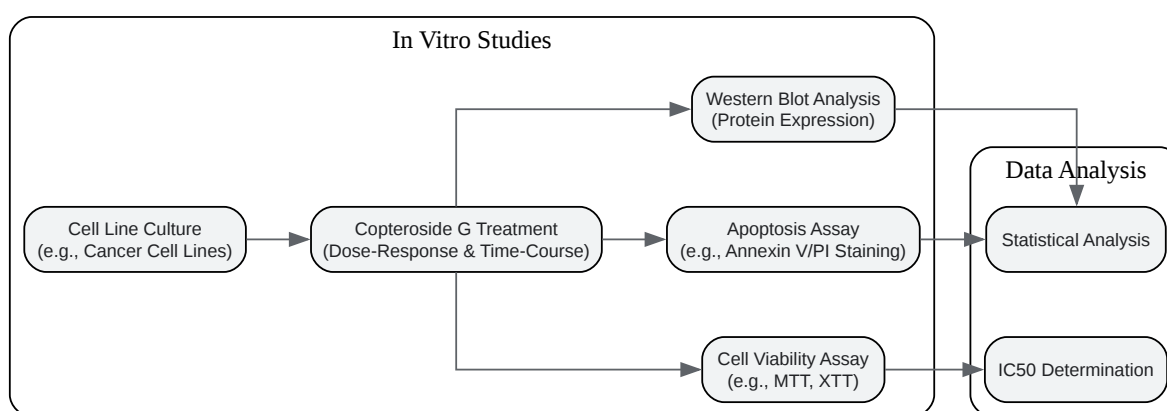 In Vitro Studies
Western Blot Analysis
(Protein Expression)
Data Analysis
Cell Line Culture
(e.g., Cancer Cell Lines)
Copteroside G Treatment
(Dose-Response & Time-Course)
Apoptosis Assay
(e.g., Annexin V/PI Staining)
Statistical Analysis
Cell Viability Assay
(e.g., MTT, XTT)
IC50 Determination